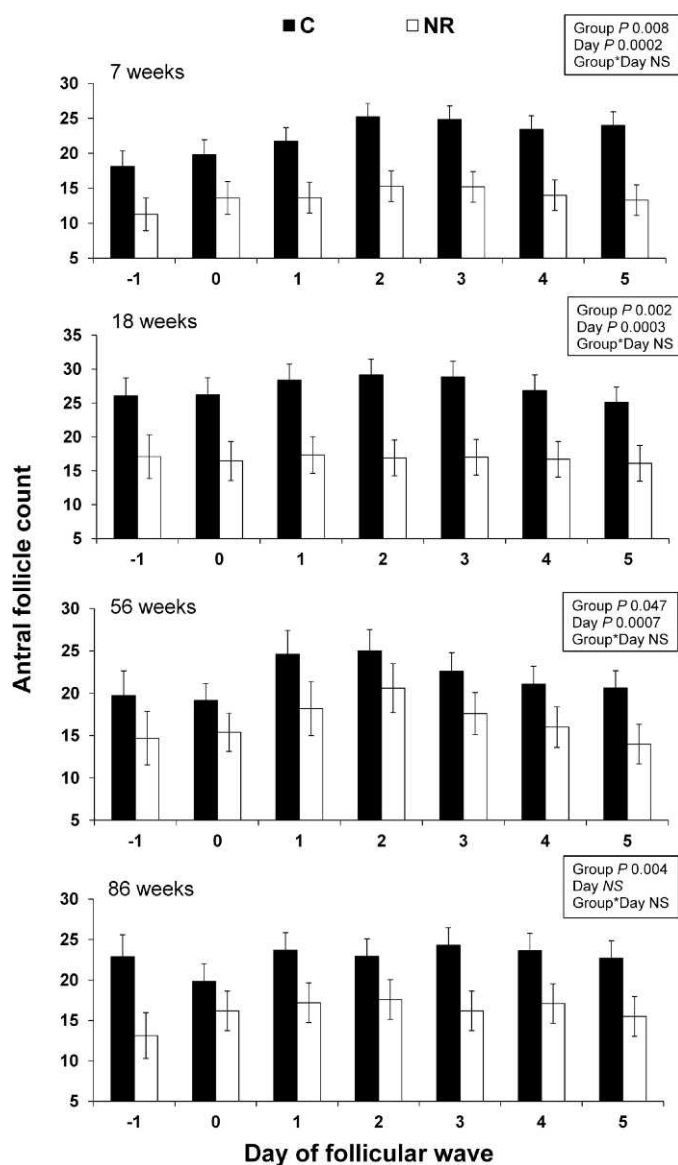 C NR
Group P 0.008
Day P 0.0002
Group*Day NS
7 weeks
30
25
20
15
10
5
-1 0 1 2 3 4 5
Group P 0.002
Day P 0.0003
Group*Day NS
18 weeks
35
30
25
20
15
10
5
-1 0 1 2 3 4 5
Group P 0.047
Day P 0.0007
Group*Day NS
56 weeks
30
25
20
15
10
5
-1 0 1 2 3 4 5
Group P 0.004
Day NS
Group*Day NS
86 weeks
30
25
20
15
10
5
-1 0 1 2 3 4 5
Antral follicle count
Day of follicular wave